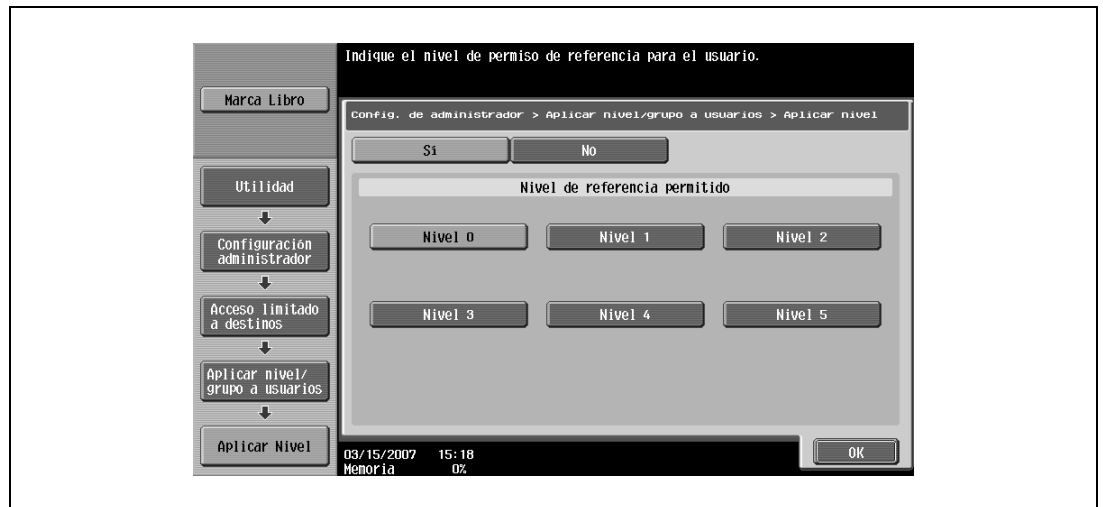 Indique el nivel de permiso de referencia para el usuario.
Marca Libro
Config. de administrador > Aplicar nivel/grupo a usuarios > Aplicar nivel
Sí No
Nivel de referencia permitido
Utilidad
Nivel 0 Nivel 1 Nivel 2
Configuración
administrador
Acceso limitado
a destinos
Nivel 3 Nivel 4 Nivel 5
Aplicar nivel/
grupo a usuarios
Aplicar Nivel
03/15/2007 15:18
Memoria 0%
OK